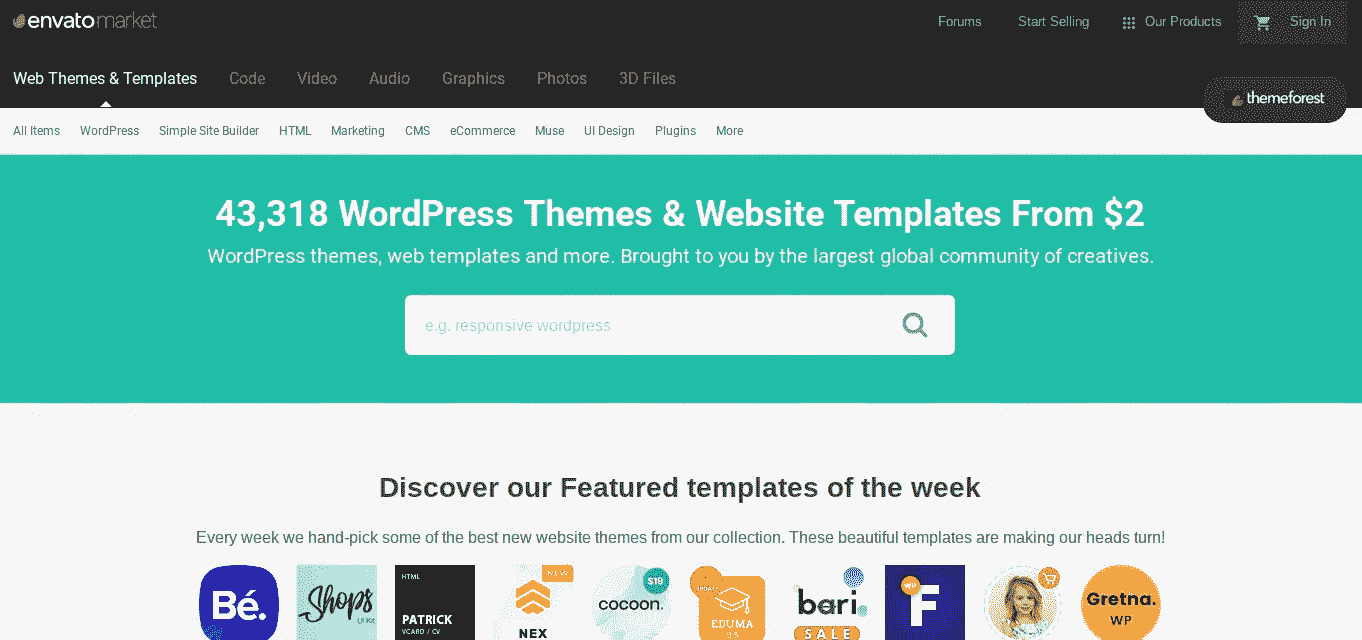 envato market
Forums Start Selling Our Products Sign In
Web Themes & Templates Code Video Audio Graphics Photos 3D Files
themeforest
All Items WordPress Simple Site Builder HTML Marketing CMS eCommerce Muse UI Design Plugins More
43,318 WordPress Themes & Website Templates From $2
WordPress themes, web templates and more. Brought to you by the largest global community of creatives.
e.g. responsive wordpress
Discover our Featured templates of the week
Every week we hand-pick some of the best new website themes from our collection. These beautiful templates are making our heads turn!
Bé.
Shops
UI Kit
HTML
PATRICK
VCARD / CV
NEW
NEX
$19
cocoon.
UPDATE
EDUMA
bari.
SALE
WP
F
Gretna.
WP